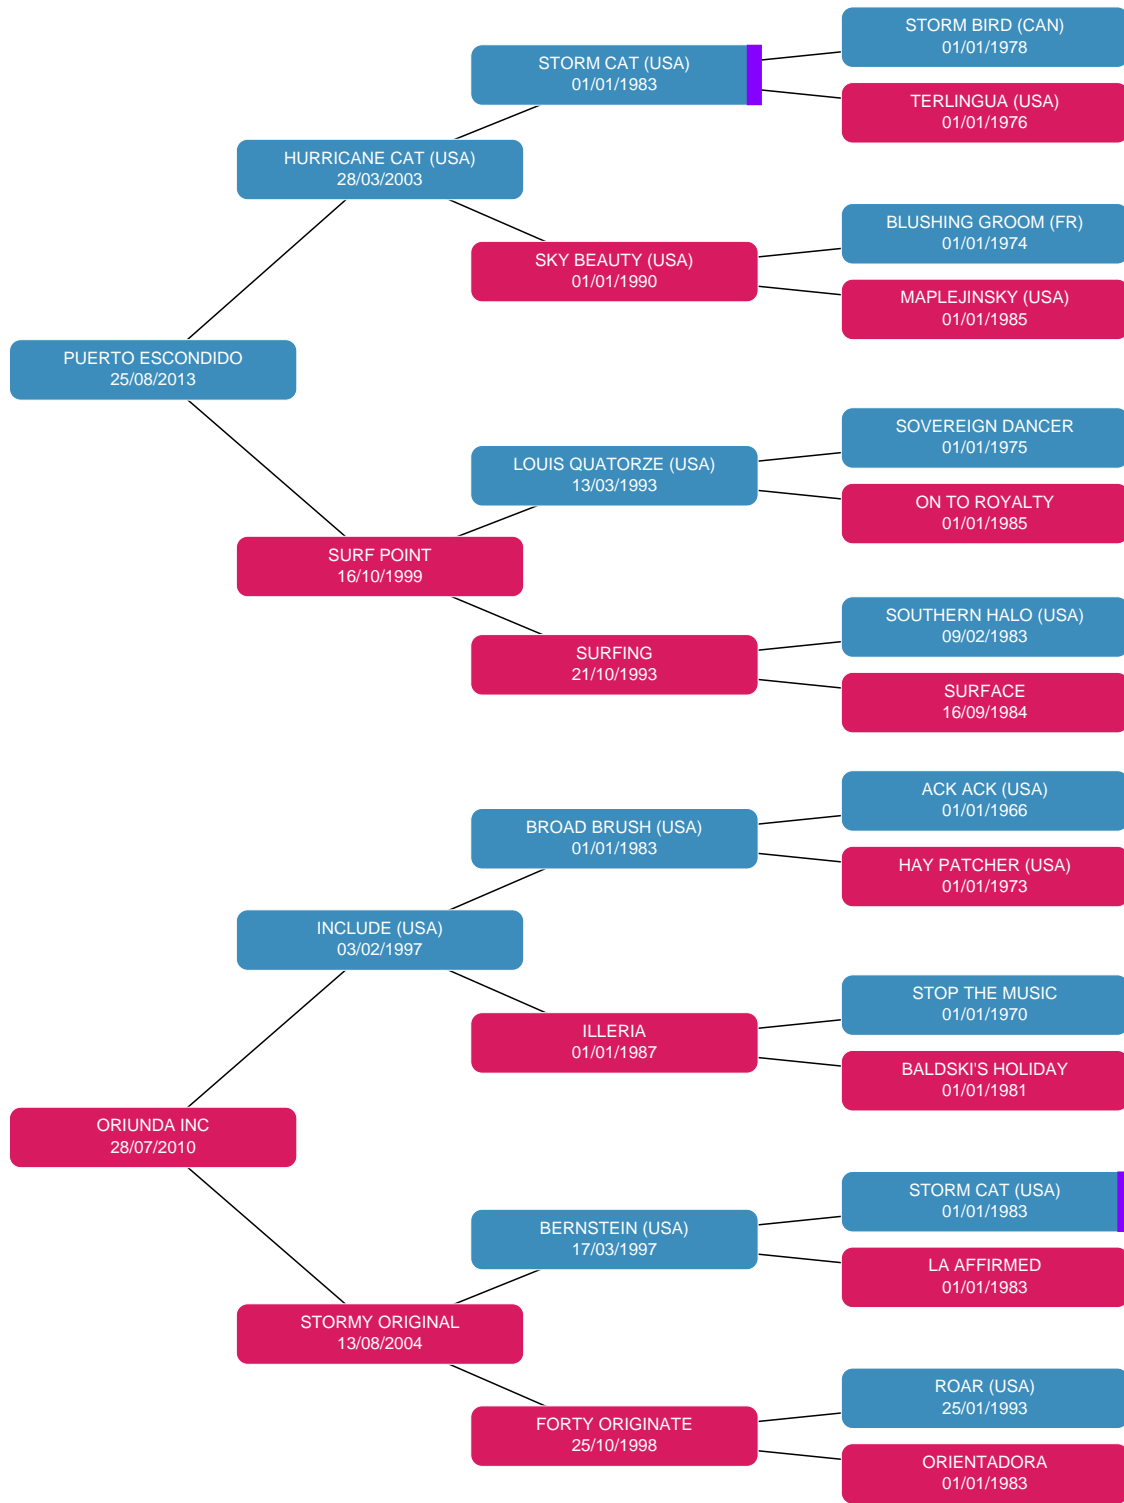 STORM BIRD (CAN)
01/01/1978
STORM CAT (USA)
01/01/1983
TERLINGUA (USA)
01/01/1976
HURRICANE CAT (USA)
28/03/2003
BLUSHING GROOM (FR)
01/01/1974
SKY BEAUTY (USA)
01/01/1990
MAPLEJINSKY (USA)
01/01/1985
PUERTO ESCONDIDO
25/08/2013
SOVEREIGN DANCER
01/01/1975
LOUIS QUATORZE (USA)
13/03/1993
ON TO ROYALTY
01/01/1985
SURF POINT
16/10/1999
SOUTHERN HALO (USA)
09/02/1983
SURFING
21/10/1993
SURFACE
16/09/1984
ACK ACK (USA)
01/01/1966
BROAD BRUSH (USA)
01/01/1983
HAY PATCHER (USA)
01/01/1973
INCLUDE (USA)
03/02/1997
STOP THE MUSIC
01/01/1970
ILLERIA
01/01/1987
BALDSKI'S HOLIDAY
01/01/1981
ORIUNDA INC
28/07/2010
STORM CAT (USA)
01/01/1983
BERNSTEIN (USA)
17/03/1997
LA AFFIRMED
01/01/1983
STORMY ORIGINAL
13/08/2004
ROAR (USA)
25/01/1993
FORTY ORIGINATE
25/10/1998
ORIENTADORA
01/01/1983